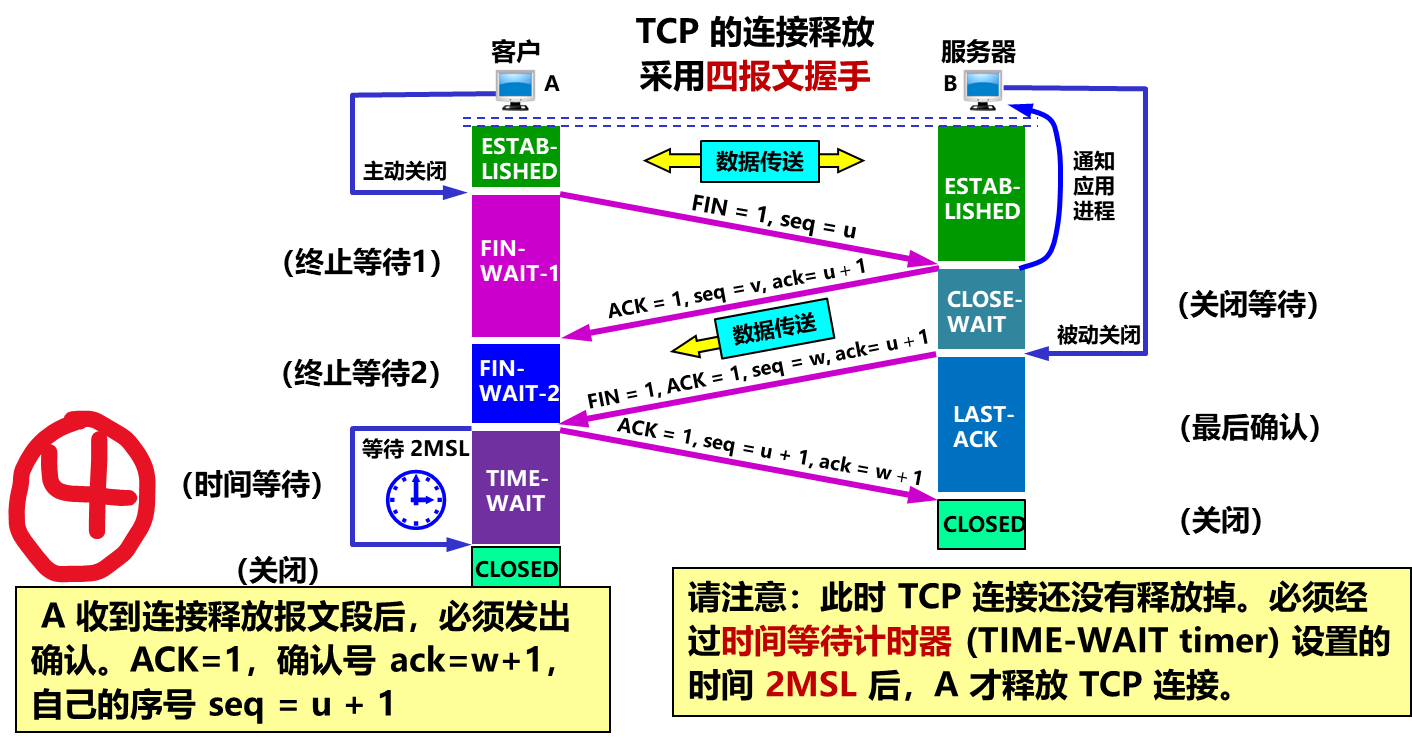 TCP 的连接释放
采用四报文握手
客户
A
服务器
B
ESTAB-
LISHED
数据传送
通知
应用
进程
主动关闭
ESTAB-
LISHED
FIN = 1, seq = u
（终止等待1）
FIN-
WAIT-1
ACK = 1, seq = v, ack= u + 1
CLOSE-
WAIT
（关闭等待）
数据传送
被动关闭
（终止等待2）
FIN-
WAIT-2
FIN = 1, ACK = 1, seq = w, ack= u + 1
LAST-
ACK
（最后确认）
ACK = 1, seq = u + 1, ack = w + 1
等待 2MSL
4
（时间等待）
TIME-
WAIT
CLOSED
（关闭）
（关闭）
CLOSED
A 收到连接释放报文段后，必须发出
确认。ACK=1，确认号 ack=w+1，
自己的序号 seq = u + 1
请注意：此时 TCP 连接还没有释放掉。必须经
过时间等待计时器 (TIME-WAIT timer) 设置的
时间 2MSL 后，A 才释放 TCP 连接。